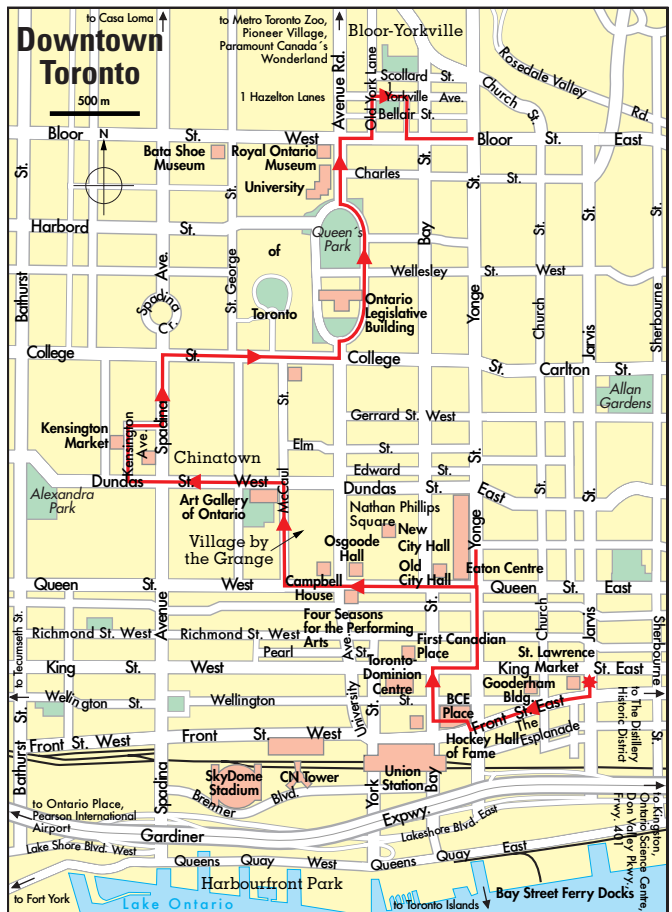 to Casa Loma
to Metro Toronto Zoo,
Pioneer Village,
Paramount Canada´s
Wonderland
Bloor-Yorkville
Downtown
Toronto
500 m
Avenue Rd.
Old York Lane
Scollard St.
1 Hazelton Lanes
Yorkville Ave.
Bellair St.
Church St.
Rosedale Valley Rd.
Bloor St. West
Bloor East
N
Bata Shoe
Museum
Royal Ontario
Museum
University
Charles St.
Harbord St.
Queen´s
Park
of
Toronto
Wellesley St. West
Ontario
Legislative
Building
Bathurst St.
Spadina Ave.
Spadina
Cr.
St. George St.
Bay St.
Yonge St.
Church St.
Jarvis St.
Sherbourne St.
College St. College
Carlton St.
Allan
Gardens
Gerrard St. West
Kensington
Market
Kensington
Ave.
Spadina
Chinatown
McCaul St.
Elm St.
Edward St.
Dundas St. West
Dundas St. East
Alexandra
Park
Art Gallery
of Ontario
Village by
the Grange
Nathan Phillips
Square
New
City Hall
Osgoode
Hall
Old
City Hall
Yonge St.
Eaton Centre
Queen St. West
Queen St. East
Campbell
House
Four Seasons
for the Performing
Arts
to Tecumseth St.
Avenue
Richmond St. West
Richmond St. West
Pearl St.
University Ave.
First Canadian
Place
St. Lawrence
Market
Church St.
Jarvis
Sherbourne St.
King St. West
King St. East
Toronto-
Dominion
Centre
Gooderham
Bldg.
Wellington St.
Wellington
BCE
Place
Front St. East
The
Esplanade
to The Distillery
Historic District
Hockey Hall
of Fame
Front St. West
Front St. West
Bathurst St.
Spadina
SkyDome
Stadium
CN Tower
Union
Station
York St.
Bay St.
Bremner Blvd.
to Ontario Place,
Pearson International
Airport
Gardiner Expwy.
Lakeshore Blvd. East
Lake Shore Blvd. West
Queens Quay West
Queens Quay East
to Kingston,
Ontario Science Centre,
Don Valley Pkwy.,
Frwy. 401
Harbourfront Park
to Fort York
Lake Ontario
to Toronto Islands
Bay Street Ferry Docks